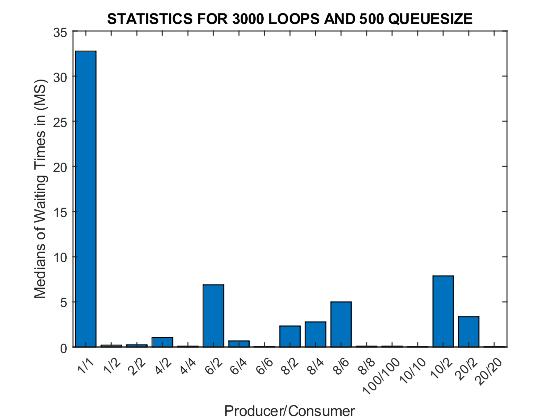 STATISTICS FOR 3000 LOOPS AND 500 QUEUESIZE
Medians of Waiting Times in (MS)
35
30
25
20
15
10
5
0
1/1 1/2 2/2 4/2 4/4 6/2 6/4 6/6 8/2 8/4 8/6 8/8 100/100 10/10 10/2 20/2 20/20
Producer/Consumer